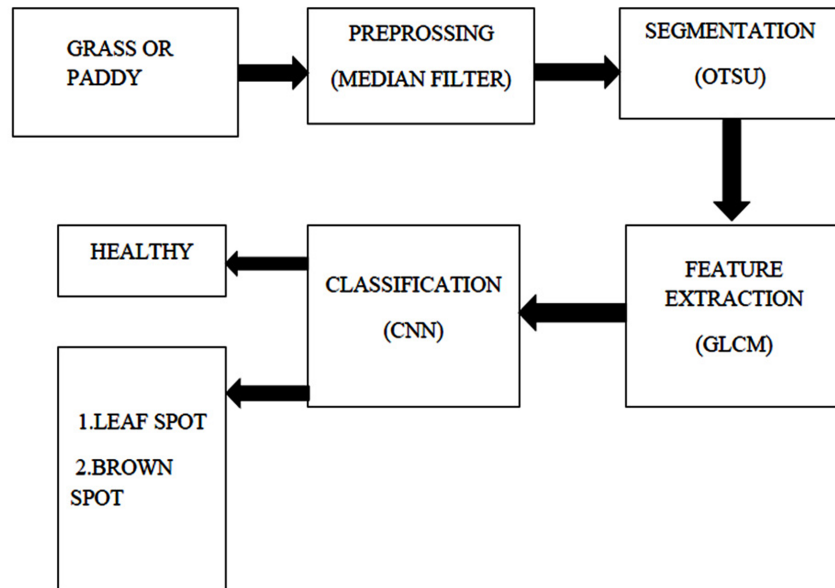 GRASS OR
PADDY
PREPROSSING
(MEDIAN FILTER)
SEGMENTATION
(OTSU)
FEATURE
EXTRACTION
(GLCM)
CLASSIFICATION
(CNN)
HEALTHY
1.LEAF SPOT
2.BROWN
SPOT